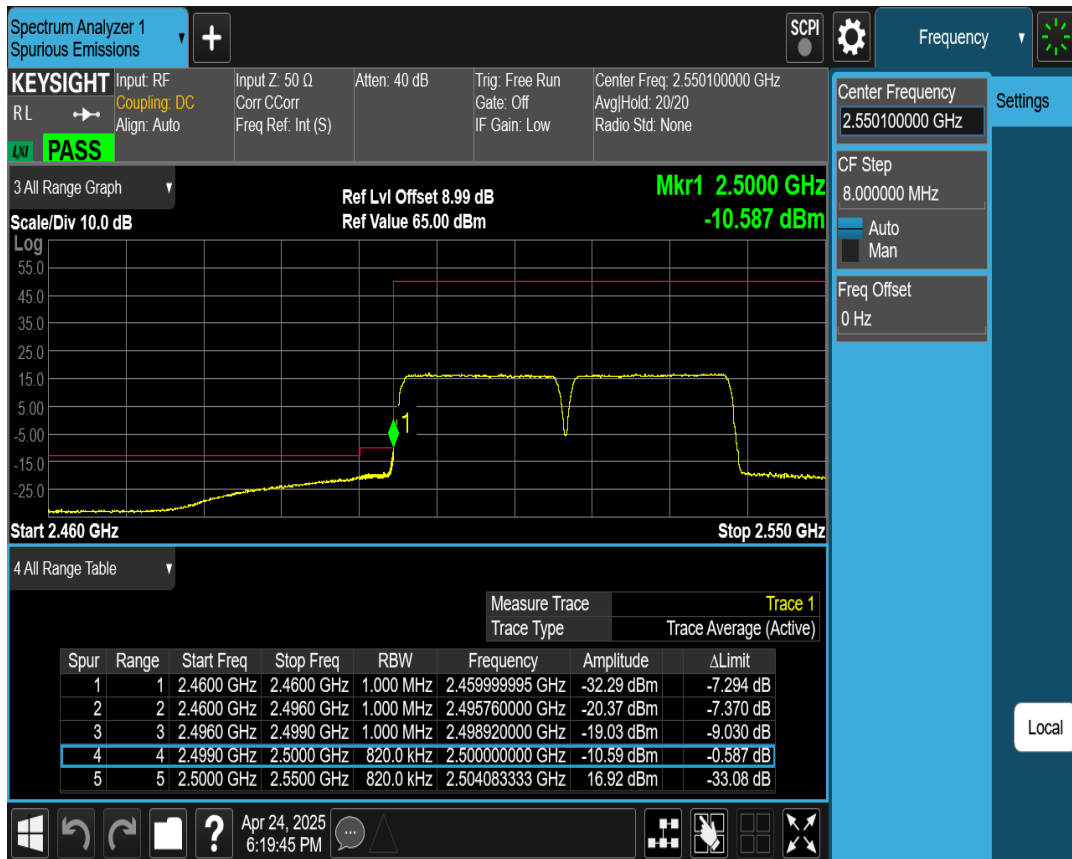 Spectrum Analyzer 1
Spurious Emissions
+
SCPI
Frequency
KEYSIGHT
RL
LXI PASS
Input: RF
Coupling: DC
Align: Auto
Input Z: 50 Ω
Corr CCorr
Freq Ref: Int (S)
Atten: 40 dB
Trig: Free Run
Gate: Off
IF Gain: Low
Center Freq: 2.550100000 GHz
Avg|Hold: 20/20
Radio Std: None
Center Frequency
2.550100000 GHz
Settings
CF Step
8.000000 MHz
Auto
Man
Freq Offset
0 Hz
3 All Range Graph
Ref Lvl Offset 8.99 dB
Mkr1 2.5000 GHz
Scale/Div 10.0 dB
Ref Value 65.00 dBm
-10.587 dBm
Log
55.0
45.0
35.0
25.0
15.0
5.00
-5.00
-15.0
-25.0
1
Start 2.460 GHz
Stop 2.550 GHz
4 All Range Table
Measure Trace Trace 1
Trace Type Trace Average (Active)
Spur Range Start Freq Stop Freq RBW Frequency Amplitude ΔLimit
1 1 2.4600 GHz 2.4600 GHz 1.000 MHz 2.459999995 GHz -32.29 dBm -7.294 dB
2 2 2.4600 GHz 2.4960 GHz 1.000 MHz 2.495760000 GHz -20.37 dBm -7.370 dB
3 3 2.4960 GHz 2.4990 GHz 1.000 MHz 2.498920000 GHz -19.03 dBm -9.030 dB
4 4 2.4990 GHz 2.5000 GHz 820.0 kHz 2.500000000 GHz -10.59 dBm -0.587 dB
5 5 2.5000 GHz 2.5500 GHz 820.0 kHz 2.504083333 GHz 16.92 dBm -33.08 dB
Local
?
Apr 24, 2025
6:19:45 PM